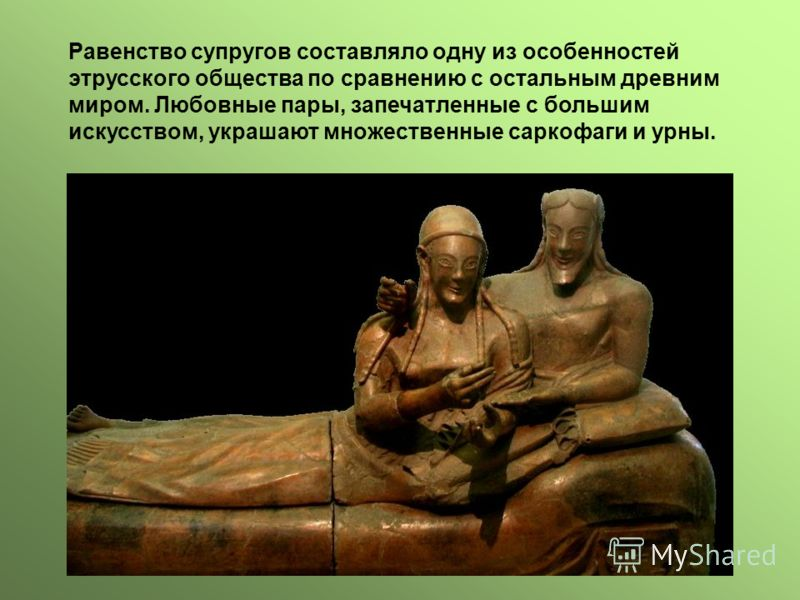 Равенство супругов составляло одну из особенностей
этрусского общества по сравнению с остальным древним
миром. Любовные пары, запечатленные с большим
искусством, украшают множественные саркофаги и урны.
MyShared